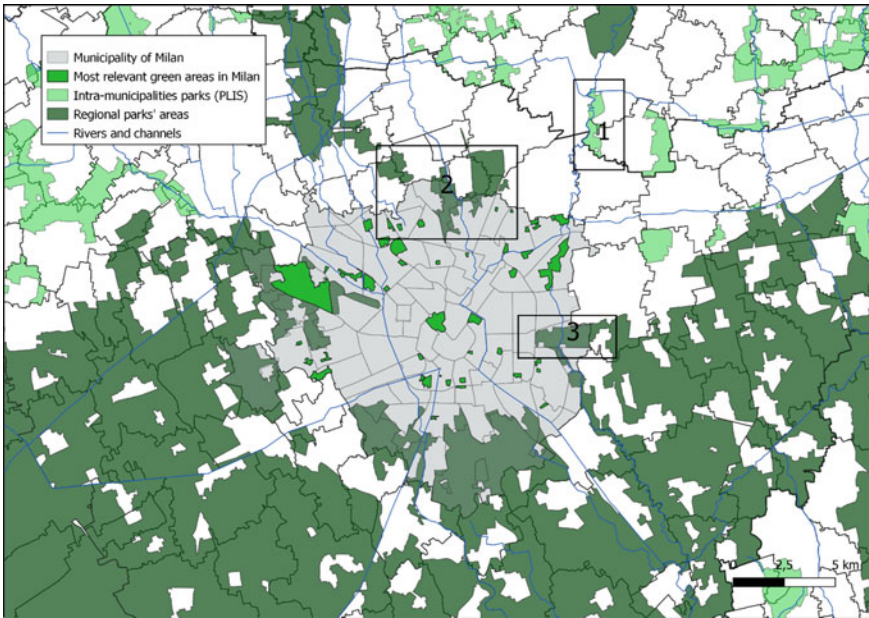 Municipality of Milan
Most relevant green areas in Milan
Intra-municipalities parks (PLIS)
Regional parks' areas
Rivers and channels
1
2
3
0 2,5 5 km